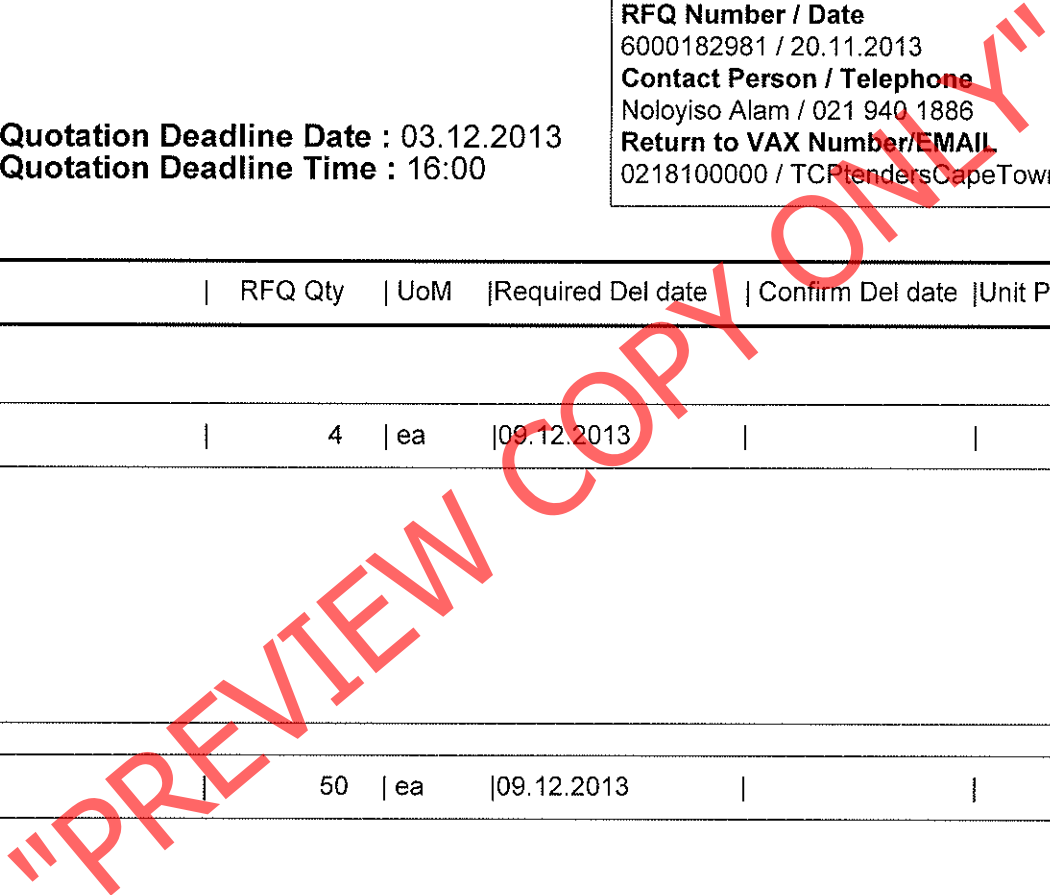 RFQ Number / Date
6000182981 / 20.11.2013
Contact Person / Telephone
Noloyiso Alam / 021 940 1886
Return to VAX Number/EMAIL
0218100000 / TCPtendersCapeTown
Quotation Deadline Date : 03.12.2013
Quotation Deadline Time : 16:00
| RFQ Qty | UoM |Required Del date | Confirm Del date |Unit P
| 4 | ea |09.12.2013 | |
| 50 | ea |09.12.2013 | |
"PREVIEW COPY ONLY"